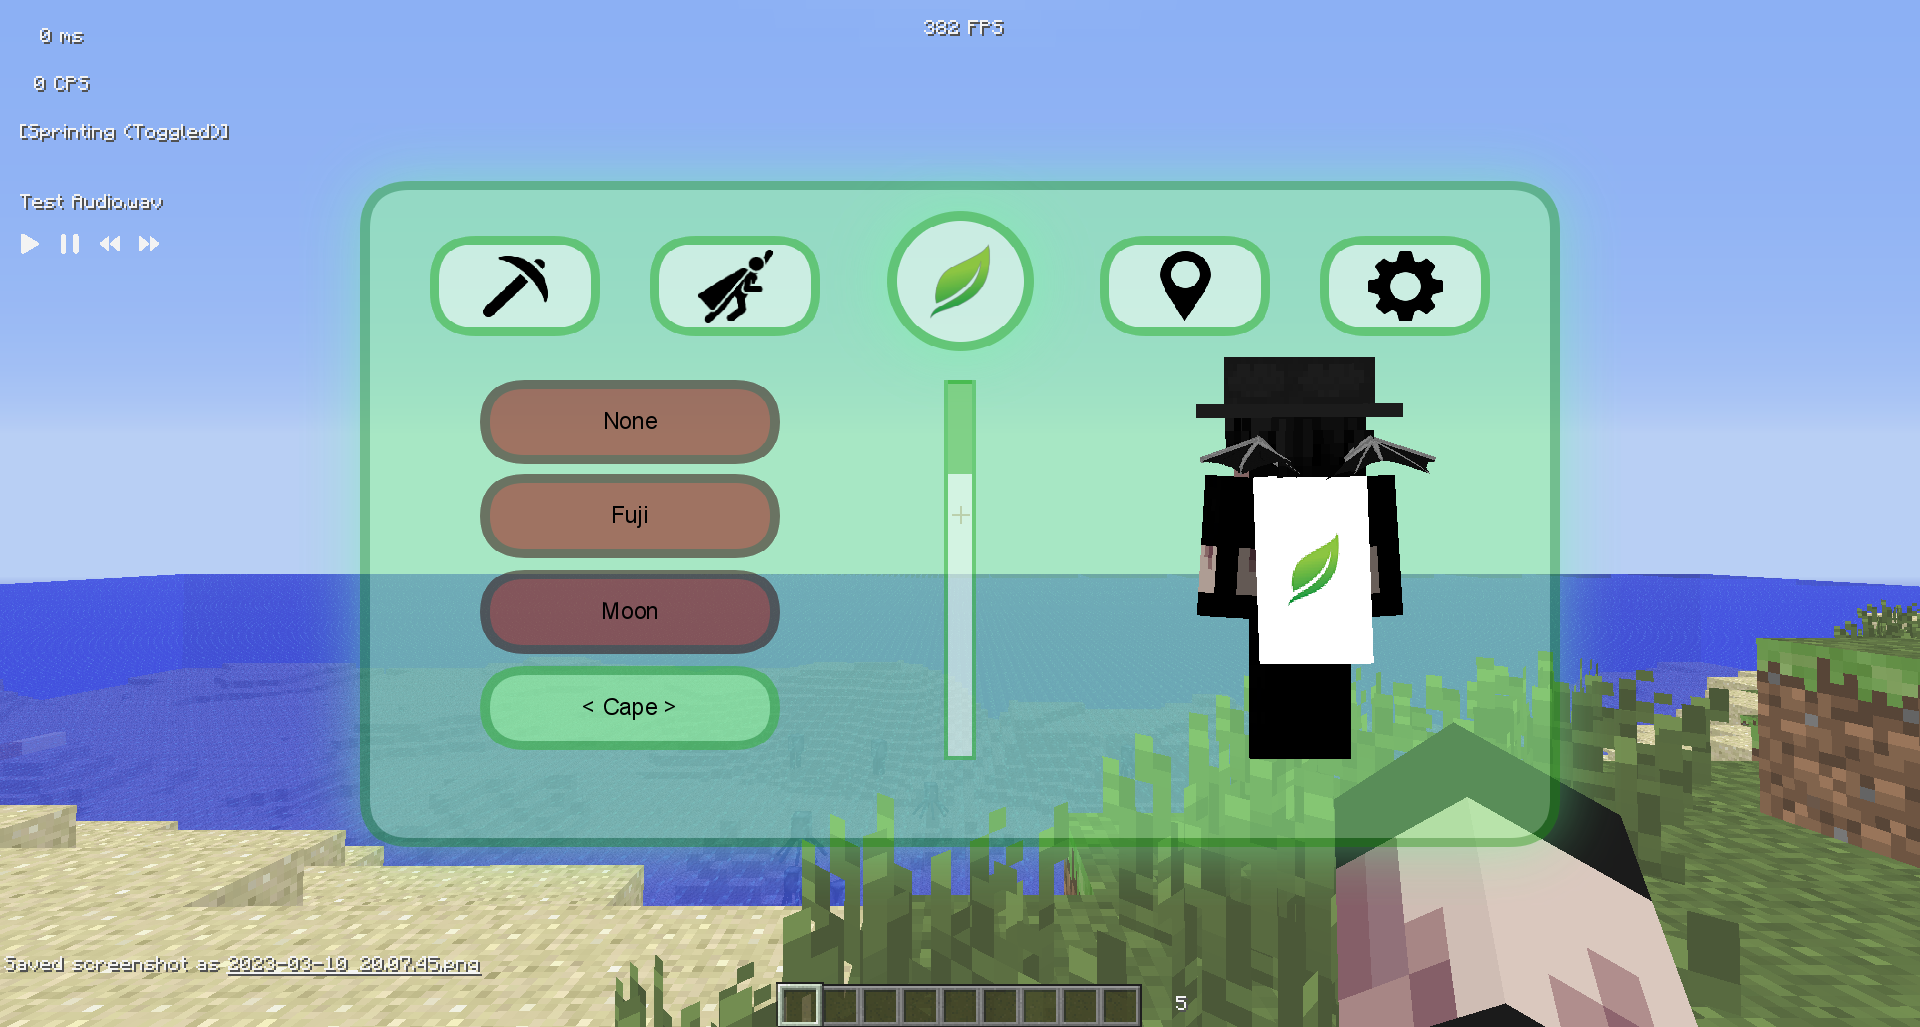 0 ms
382 FPS
0 CPS
[Sprinting (Toggled)]
Test Audio.wav
None
Fuji
Moon
< Cape >
Saved screenshot as 2023-03-10_20.07.45.png
5